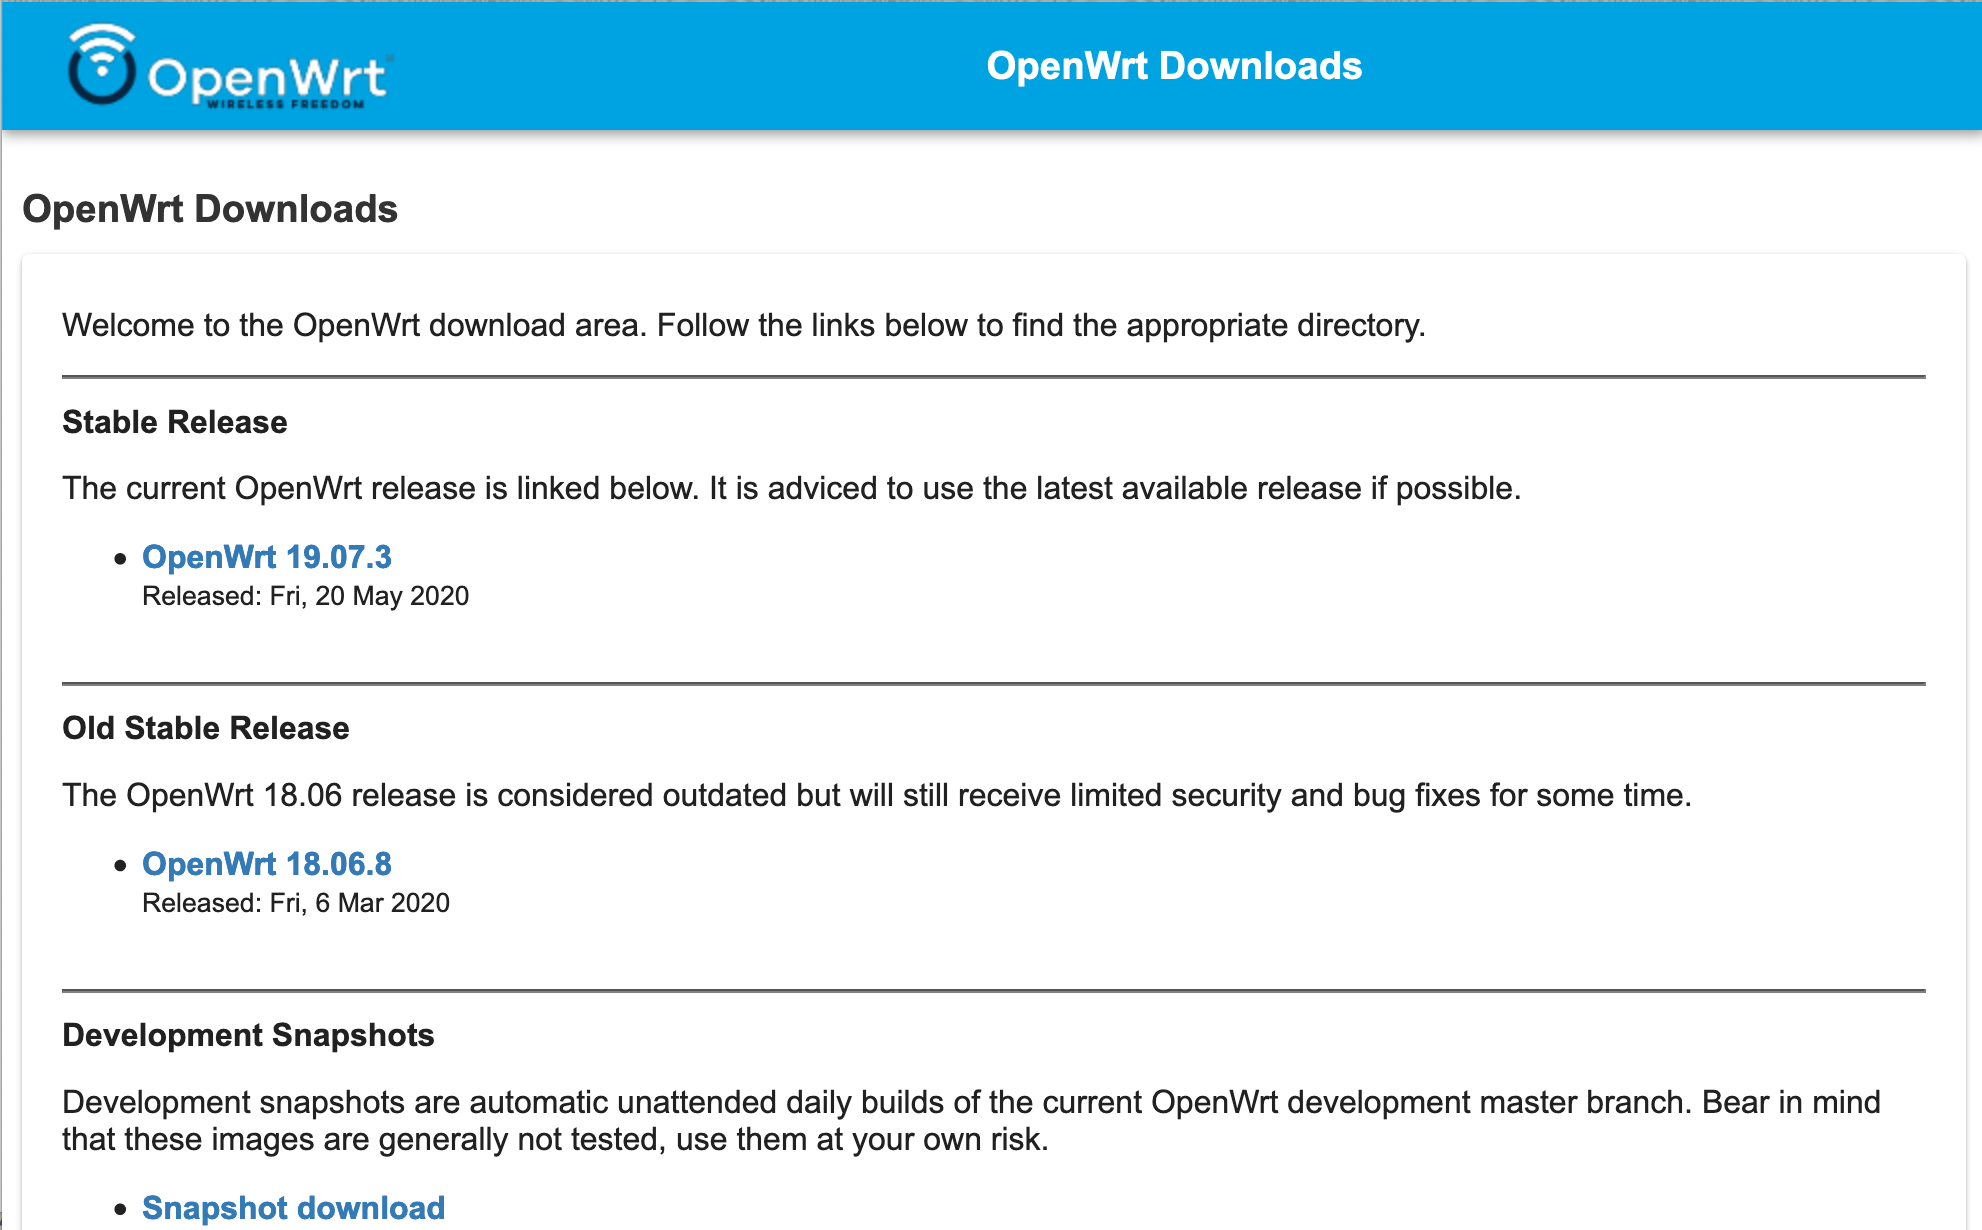 OpenWrt
WIRELESS FREEDOM
OpenWrt Downloads
OpenWrt Downloads
Welcome to the OpenWrt download area. Follow the links below to find the appropriate directory.
Stable Release
The current OpenWrt release is linked below. It is adviced to use the latest available release if possible.
• OpenWrt 19.07.3
Released: Fri, 20 May 2020
Old Stable Release
The OpenWrt 18.06 release is considered outdated but will still receive limited security and bug fixes for some time.
• OpenWrt 18.06.8
Released: Fri, 6 Mar 2020
Development Snapshots
Development snapshots are automatic unattended daily builds of the current OpenWrt development master branch. Bear in mind
that these images are generally not tested, use them at your own risk.
• Snapshot download